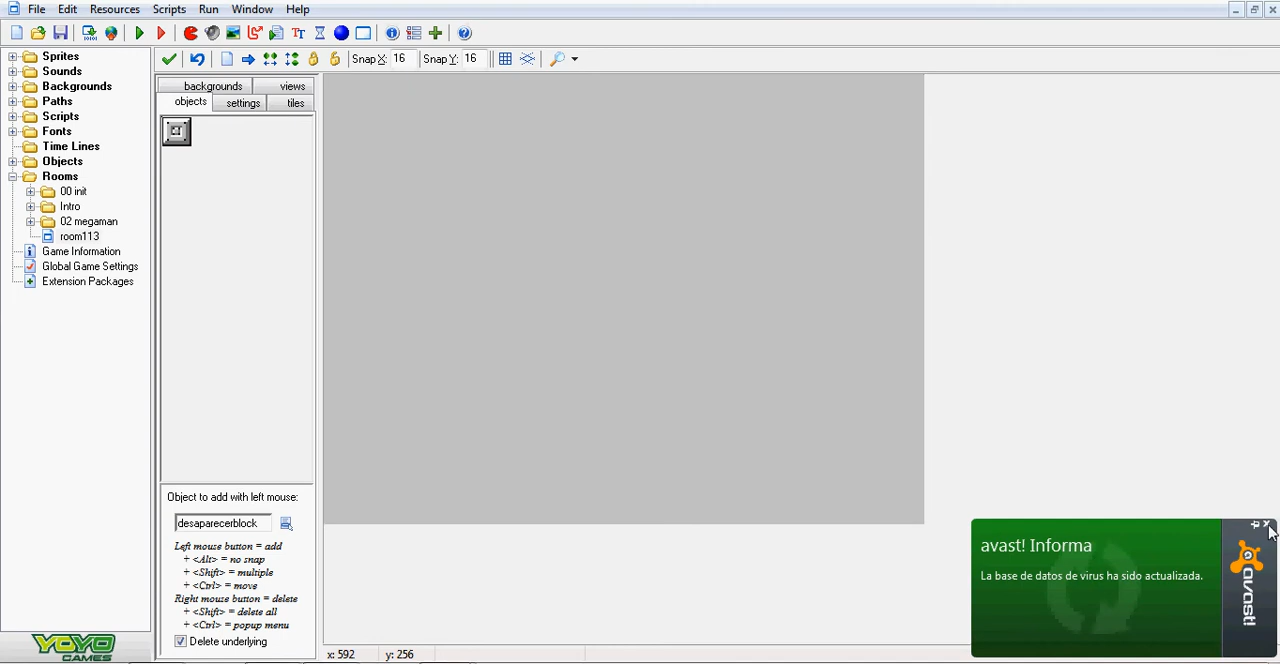 File Edit Resources Scripts Run Window Help
Snap X: 16 Snap Y: 16
Sprites
Sounds
Backgrounds
Paths
Scripts
Fonts
Time Lines
Objects
Rooms
00 init
Intro
02 megaman
room113
Game Information
Global Game Settings
Extension Packages
YOYO
GAMES
backgrounds views
objects settings tiles
Object to add with left mouse:
desaparecerblock
Left mouse button = add
+ <Alt> = no snap
+ <Shift> = multiple
+ <Ctrl> = move
Right mouse button = delete
+ <Shift> = delete all
+ <Ctrl> = popup menu
Delete underlying
x: 592 y: 256
avast! Informa
La base de datos de virus ha sido actualizada.
avast!